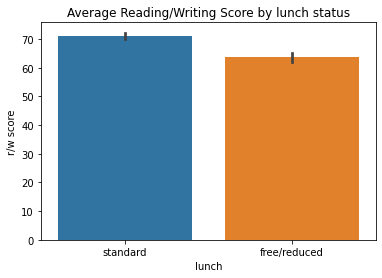 Average Reading/Writing Score by lunch status
r/w score
70
60
50
40
30
20
10
0
standard
free/reduced
lunch